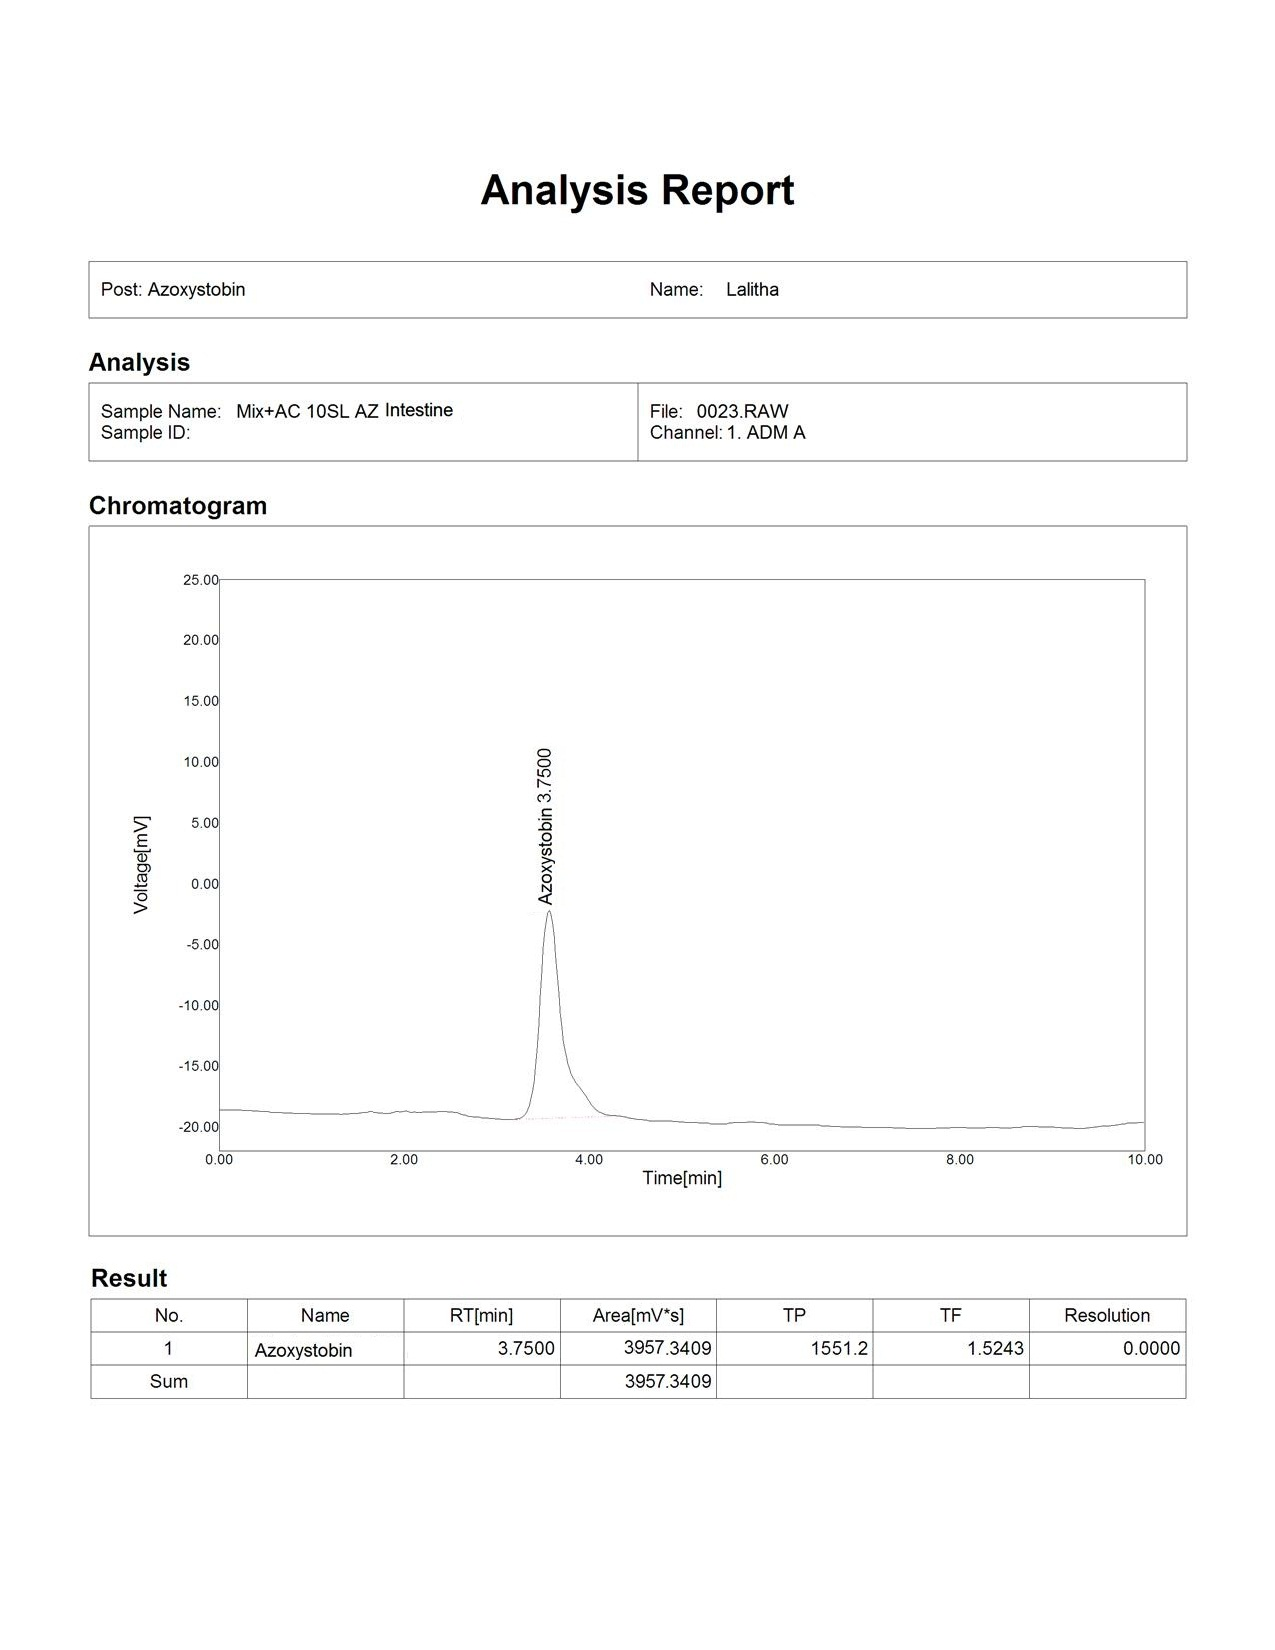 Analysis Report
Post: Azoxystobin Name: Lalitha
Analysis
Sample Name: Mix+AC 10SL AZ Intestine File: 0023.RAW
Sample ID: Channel: 1. ADM A
Chromatogram
25.00
20.00
15.00
10.00
5.00
0.00
-5.00
-10.00
-15.00
-20.00
Voltage[mV]
Azoxystobin 3.7500
0.00 2.00 4.00 6.00 8.00 10.00
Time[min]
Result
No. Name RT[min] Area[mV*s] TP TF Resolution
1 Azoxystobin 3.7500 3957.3409 1551.2 1.5243 0.0000
Sum 3957.3409